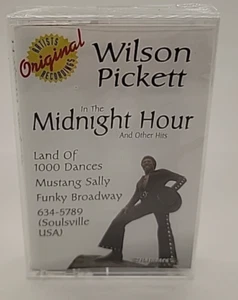 ARTISTS
Original
RECORDINGS
Wilson
Pickett
In The
Midnight Hour
And Other Hits
Land Of
1000 Dances
Mustang Sally
Funky Broadway
634-5789
(Soulsville
USA)